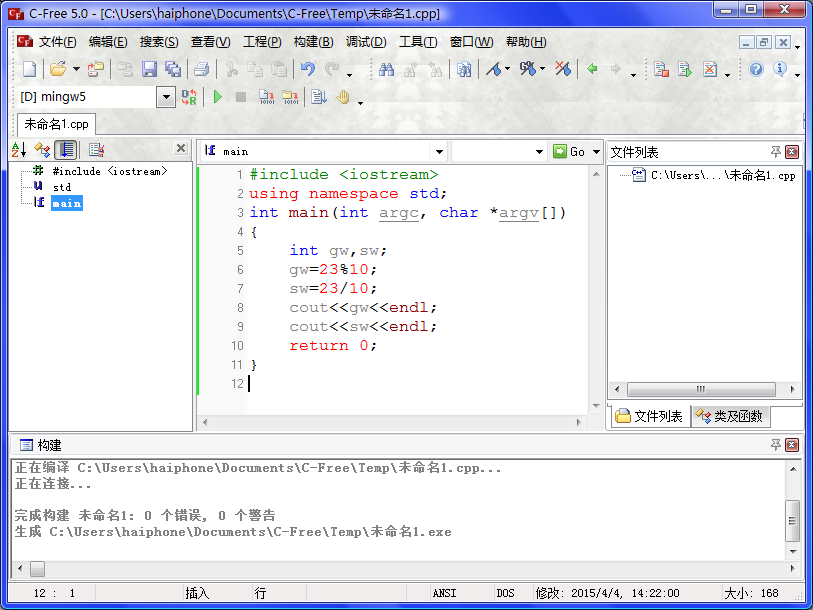 C-Free 5.0 - [C:\Users\haiphone\Documents\C-Free\Temp\未命名1.cpp]
文件(F) 编辑(E) 搜索(S) 查看(V) 工程(P) 构建(B) 调试(D) 工具(T) 窗口(W) 帮助(H)
[D] mingw5
未命名1.cpp
main
Go
文件列表
#include <iostream>
std
main
1 #include <iostream>
2 using namespace std;
3 int main(int argc, char *argv[])
4 {
5     int gw,sw;
6     gw=23%10;
7     sw=23/10;
8     cout<<gw<<endl;
9     cout<<sw<<endl;
10     return 0;
11 }
12
C:\Users\...\未命名1.cpp
文件列表 类及函数
构建
正在编译 C:\Users\haiphone\Documents\C-Free\Temp\未命名1.cpp...
正在连接...
完成构建 未命名1: 0 个错误, 0 个警告
生成 C:\Users\haiphone\Documents\C-Free\Temp\未命名1.exe
12 : 1 插入 行 ANSI DOS 修改: 2015/4/4, 14:22:00 大小: 168